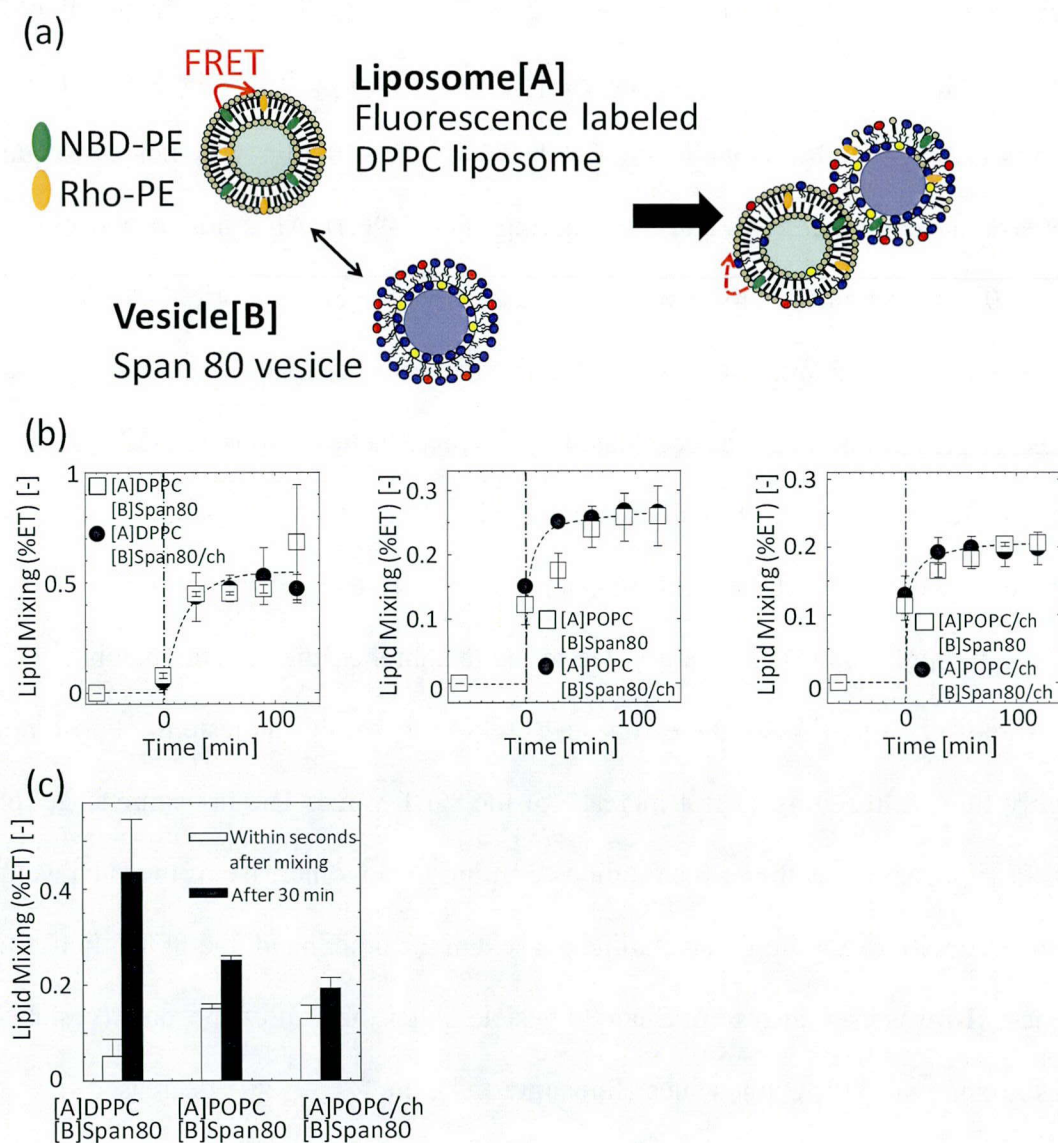 (a)
FRET
NBD-PE
Rho-PE
Liposome[A]
Fluorescence labeled
DPPC liposome
Vesicle[B]
Span 80 vesicle
(b)
Lipid Mixing (%ET) [-]
1
0.5
0
[A]DPPC
[B]Span80
[A]DPPC
[B]Span80/ch
0
1000
Time [min]
Lipid Mixing (%ET) [-]
0.3
0.2
0.1
0
[A]POPC
[B]Span80
[A]POPC
[B]Span80/ch
0
1000
Time [min]
Lipid Mixing (%ET) [-]
0.3
0.2
0.1
0
[A]POPC/ch
[B]Span80
[A]POPC/ch
[B]Span80/ch
0
1000
Time [min]
(c)
Lipid Mixing (%ET) [-]
0.4
0.2
0
Within seconds
after mixing
After 30 min
[A]DPPC
[B]Span80
[A]POPC
[B]Span80
[A]POPC/ch
[B]Span80